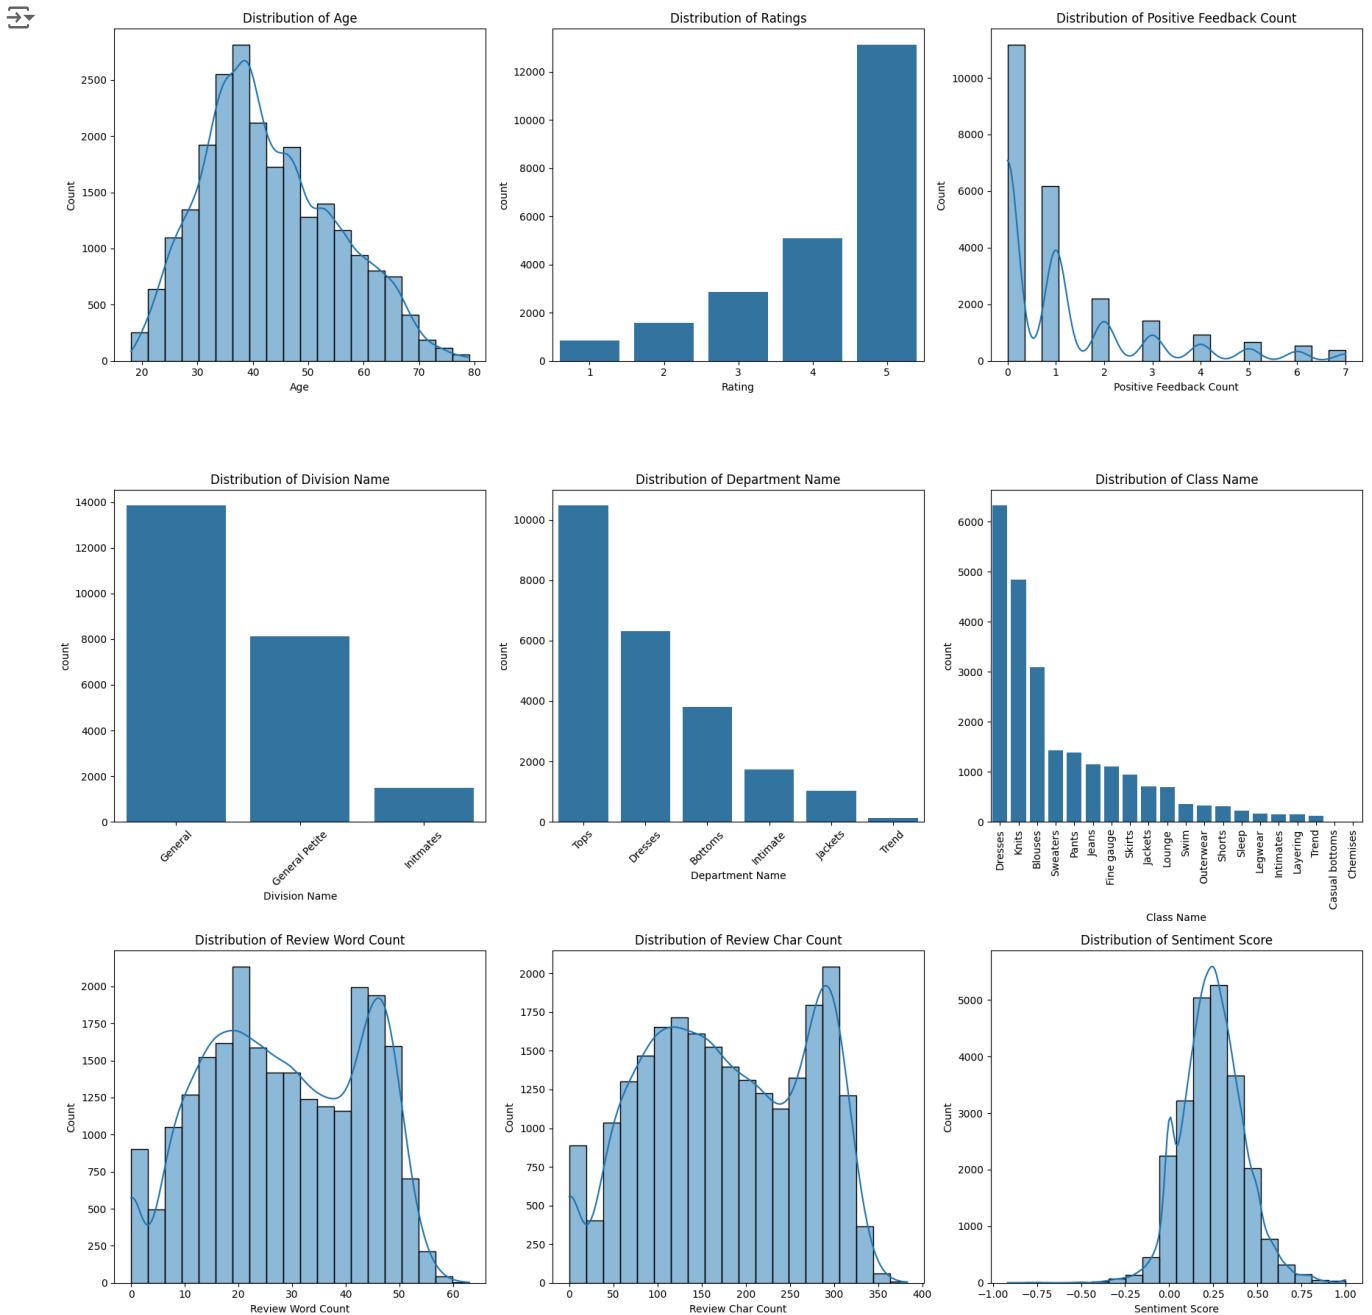 Distribution of Age
Count
2500
2000
1500
1000
500
0
20 30 40 50 60 70 80
Age
Distribution of Ratings
count
12000
10000
8000
6000
4000
2000
0
1 2 3 4 5
Rating
Distribution of Positive Feedback Count
Count
10000
8000
6000
4000
2000
0
0 1 2 3 4 5 6 7
Positive Feedback Count
Distribution of Division Name
count
14000
12000
10000
8000
6000
4000
2000
0
General
General Petite
Initmates
Division Name
Distribution of Department Name
count
10000
8000
6000
4000
2000
0
Tops
Dresses
Bottoms
Intimate
Jackets
Trend
Department Name
Distribution of Class Name
count
6000
5000
4000
3000
2000
1000
0
Dresses
Knits
Blouses
Sweaters
Pants
Jeans
Fine gauge
Skirts
Jackets
Lounge
Swim
Outerwear
Shorts
Sleep
Legwear
Intimates
Layering
Trend
Casual bottoms
Chemises
Class Name
Distribution of Review Word Count
Count
2000
1750
1500
1250
1000
750
500
250
0
0 10 20 30 40 50 60
Review Word Count
Distribution of Review Char Count
Count
2000
1750
1500
1250
1000
750
500
250
0
0 50 100 150 200 250 300 350 400
Review Char Count
Distribution of Sentiment Score
Count
5000
4000
3000
2000
1000
0
−1.00 −0.75 −0.50 −0.25 0.00 0.25 0.50 0.75 1.00
Sentiment Score